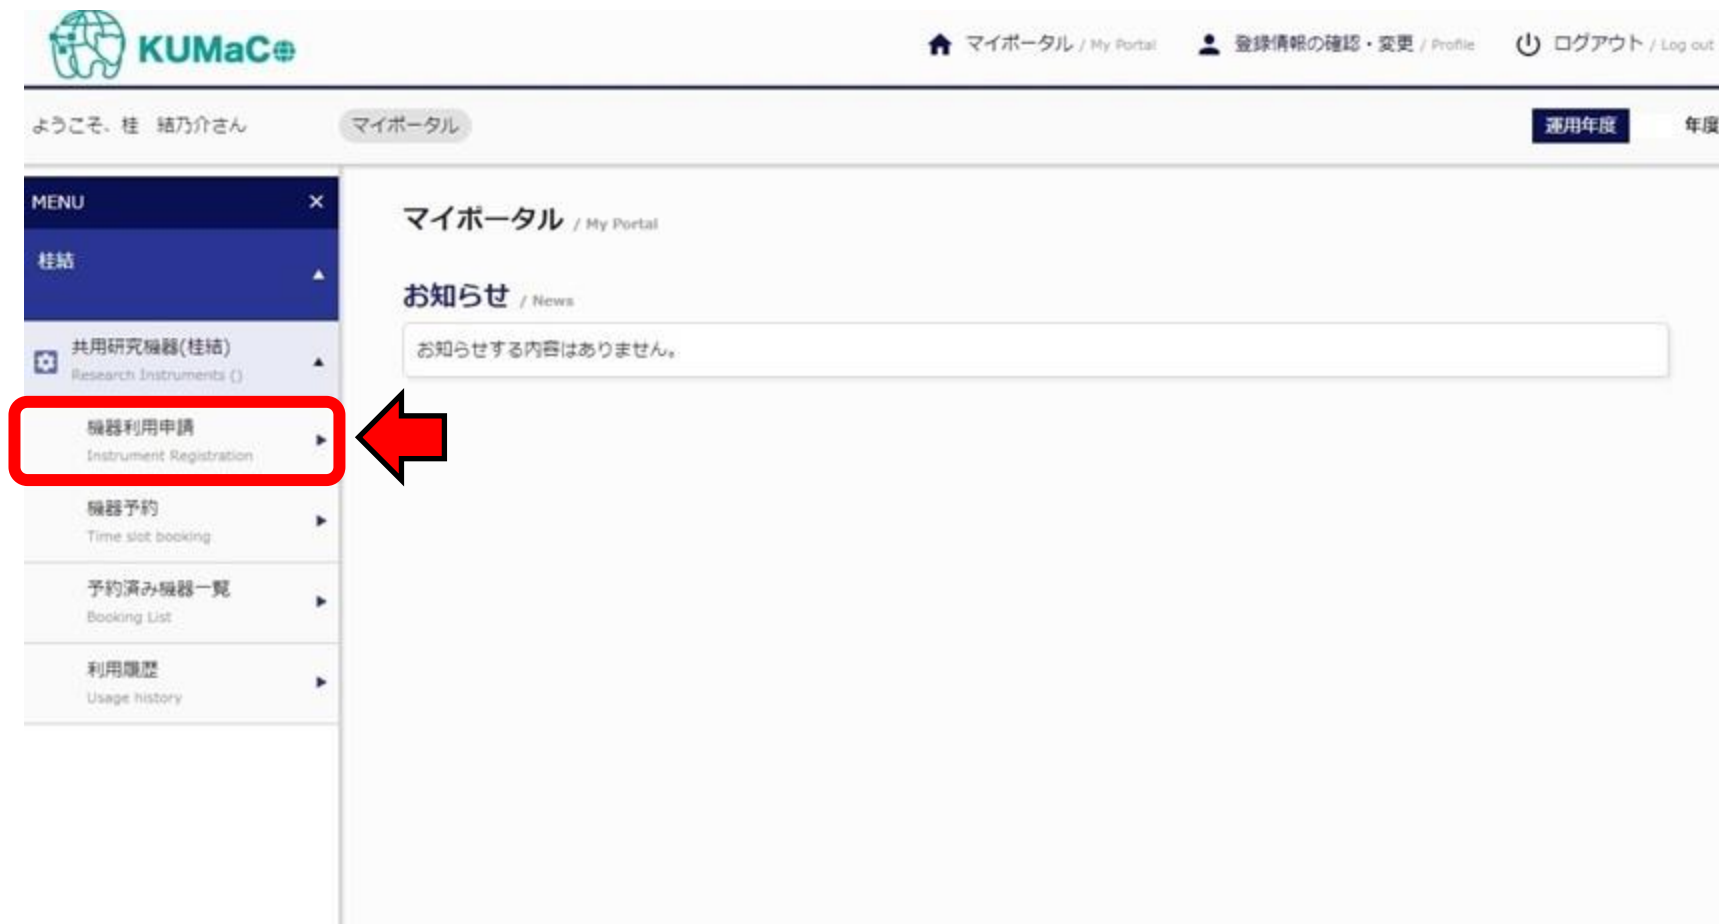 KUMaCo
マイポータル / My Portal 登録情報の確認・変更 / Profile ログアウト / Log out
ようこそ、桂　結乃介さん マイポータル 運用年度 年度
MENU ×
マイポータル / My Portal
桂結
お知らせ / News
お知らせする内容はありません。
共用研究機器(桂結)
Research Instruments ()
機器利用申請
Instrument Registration
機器予約
Time slot booking
予約済み機器一覧
Booking List
利用履歴
Usage history